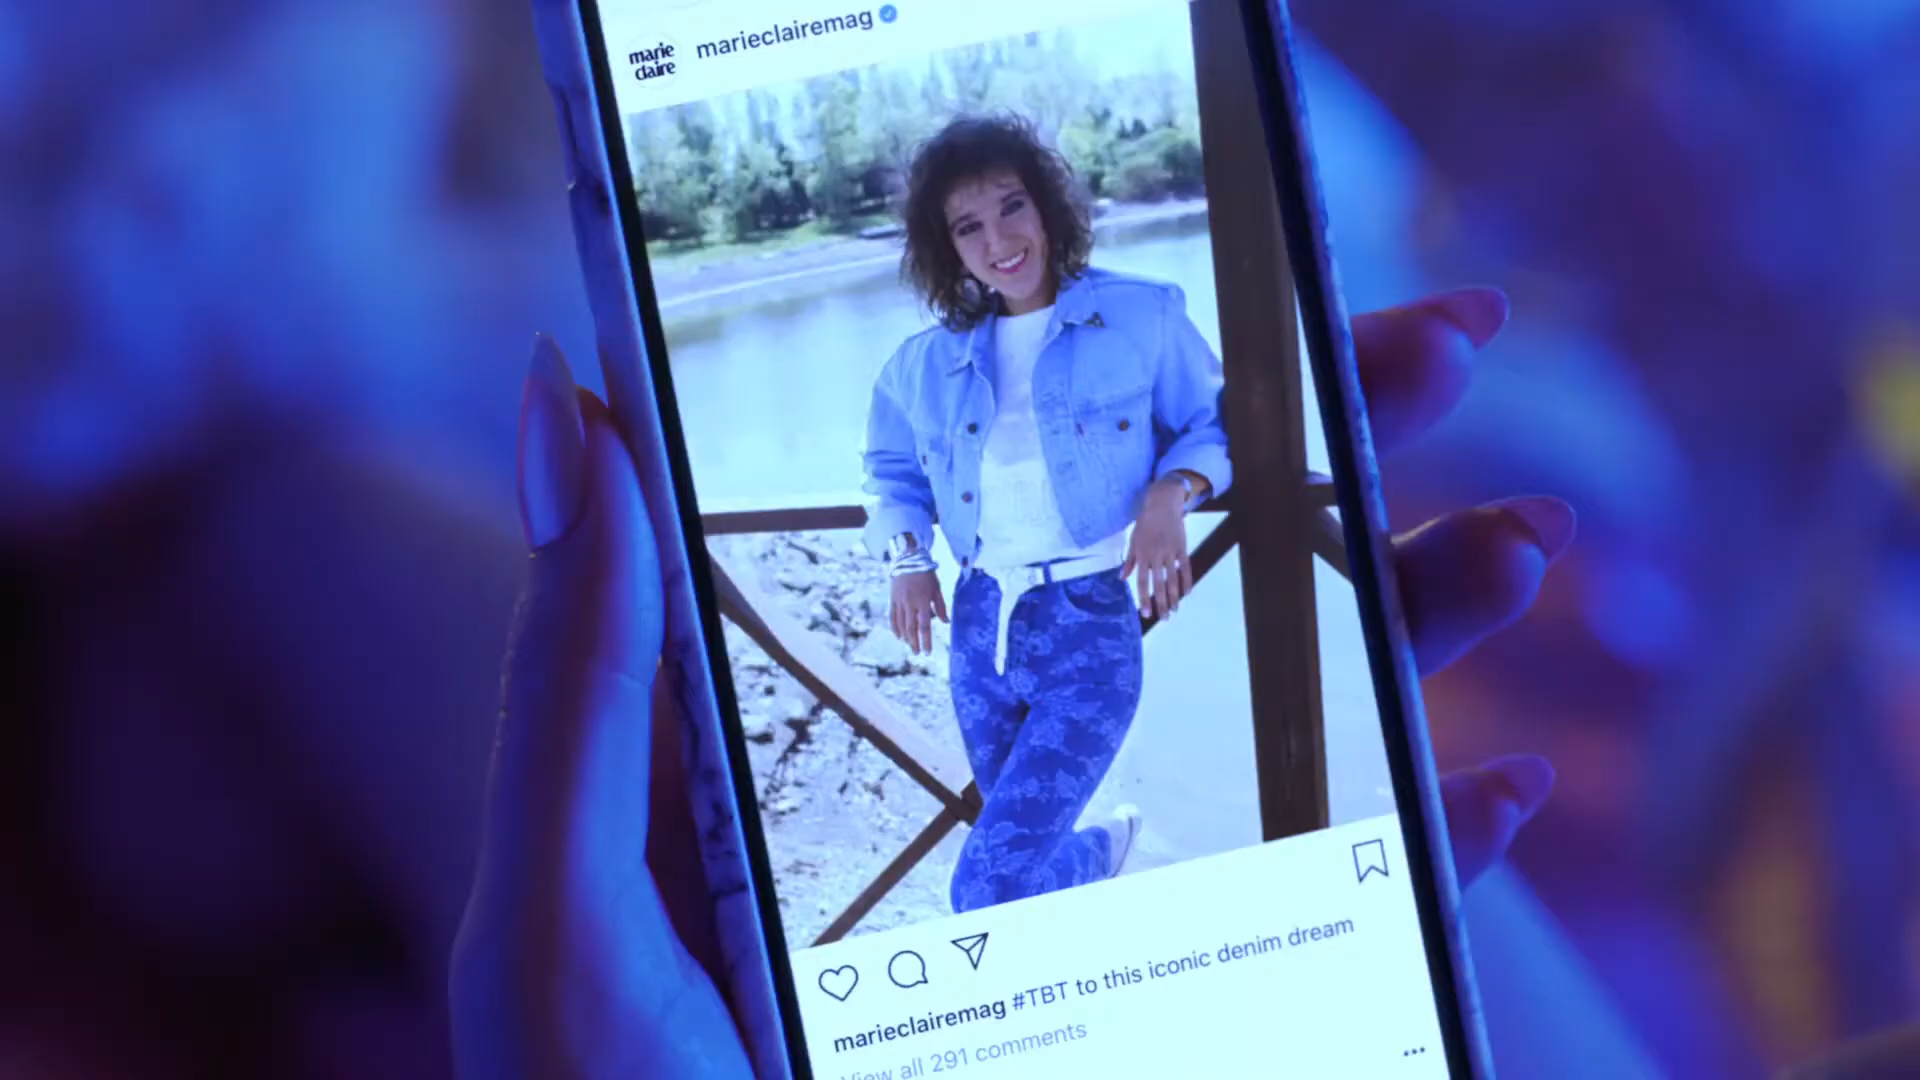 marie
claire
marieclairemag
marieclairemag #TBT to this iconic denim dream
View all 291 comments